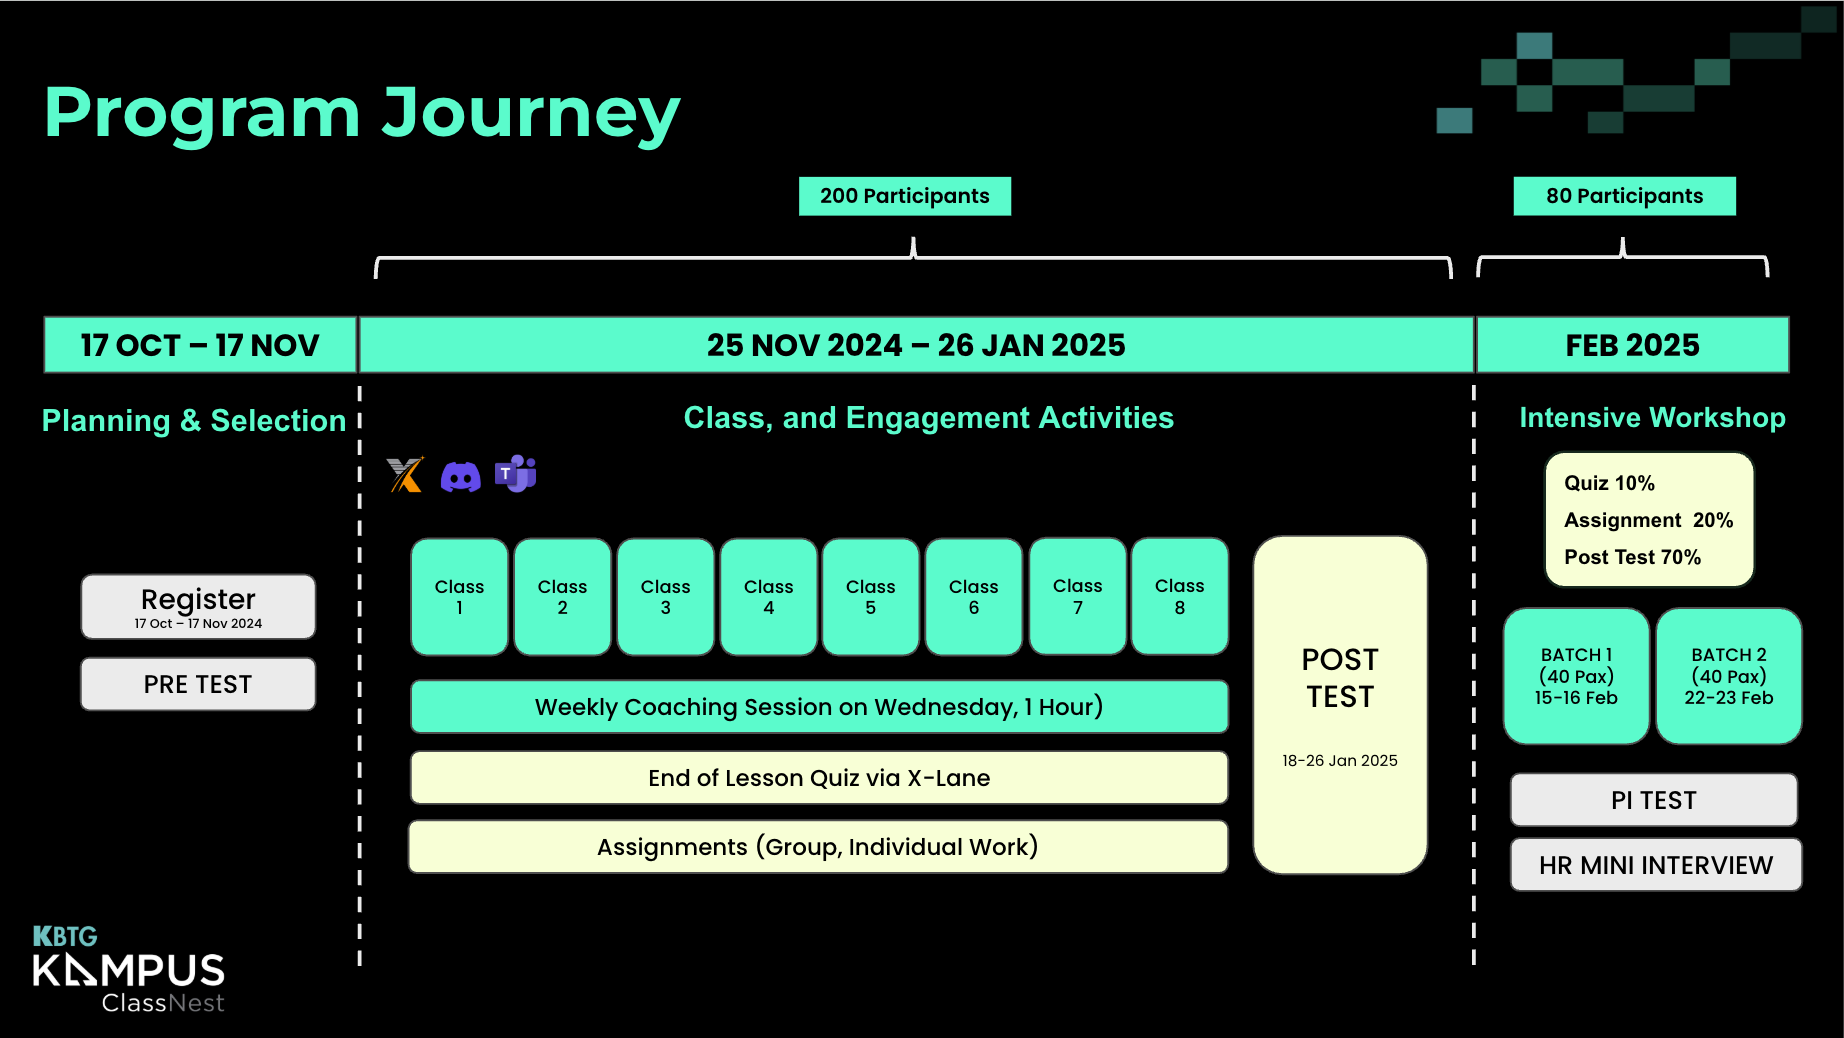 Program Journey
200 Participants
80 Participants
17 OCT – 17 NOV
25 NOV 2024 – 26 JAN 2025
FEB 2025
Planning & Selection
Class, and Engagement Activities
Intensive Workshop
T
Quiz 10%
Assignment 20%
Post Test 70%
Register
17 Oct – 17 Nov 2024
PRE TEST
Class
1
Class
2
Class
3
Class
4
Class
5
Class
6
Class
7
Class
8
Weekly Coaching Session on Wednesday, 1 Hour)
End of Lesson Quiz via X-Lane
Assignments (Group, Individual Work)
POST
TEST
18-26 Jan 2025
BATCH 1
(40 Pax)
15-16 Feb
BATCH 2
(40 Pax)
22-23 Feb
PI TEST
HR MINI INTERVIEW
KBTG
KAMPUS
ClassNest